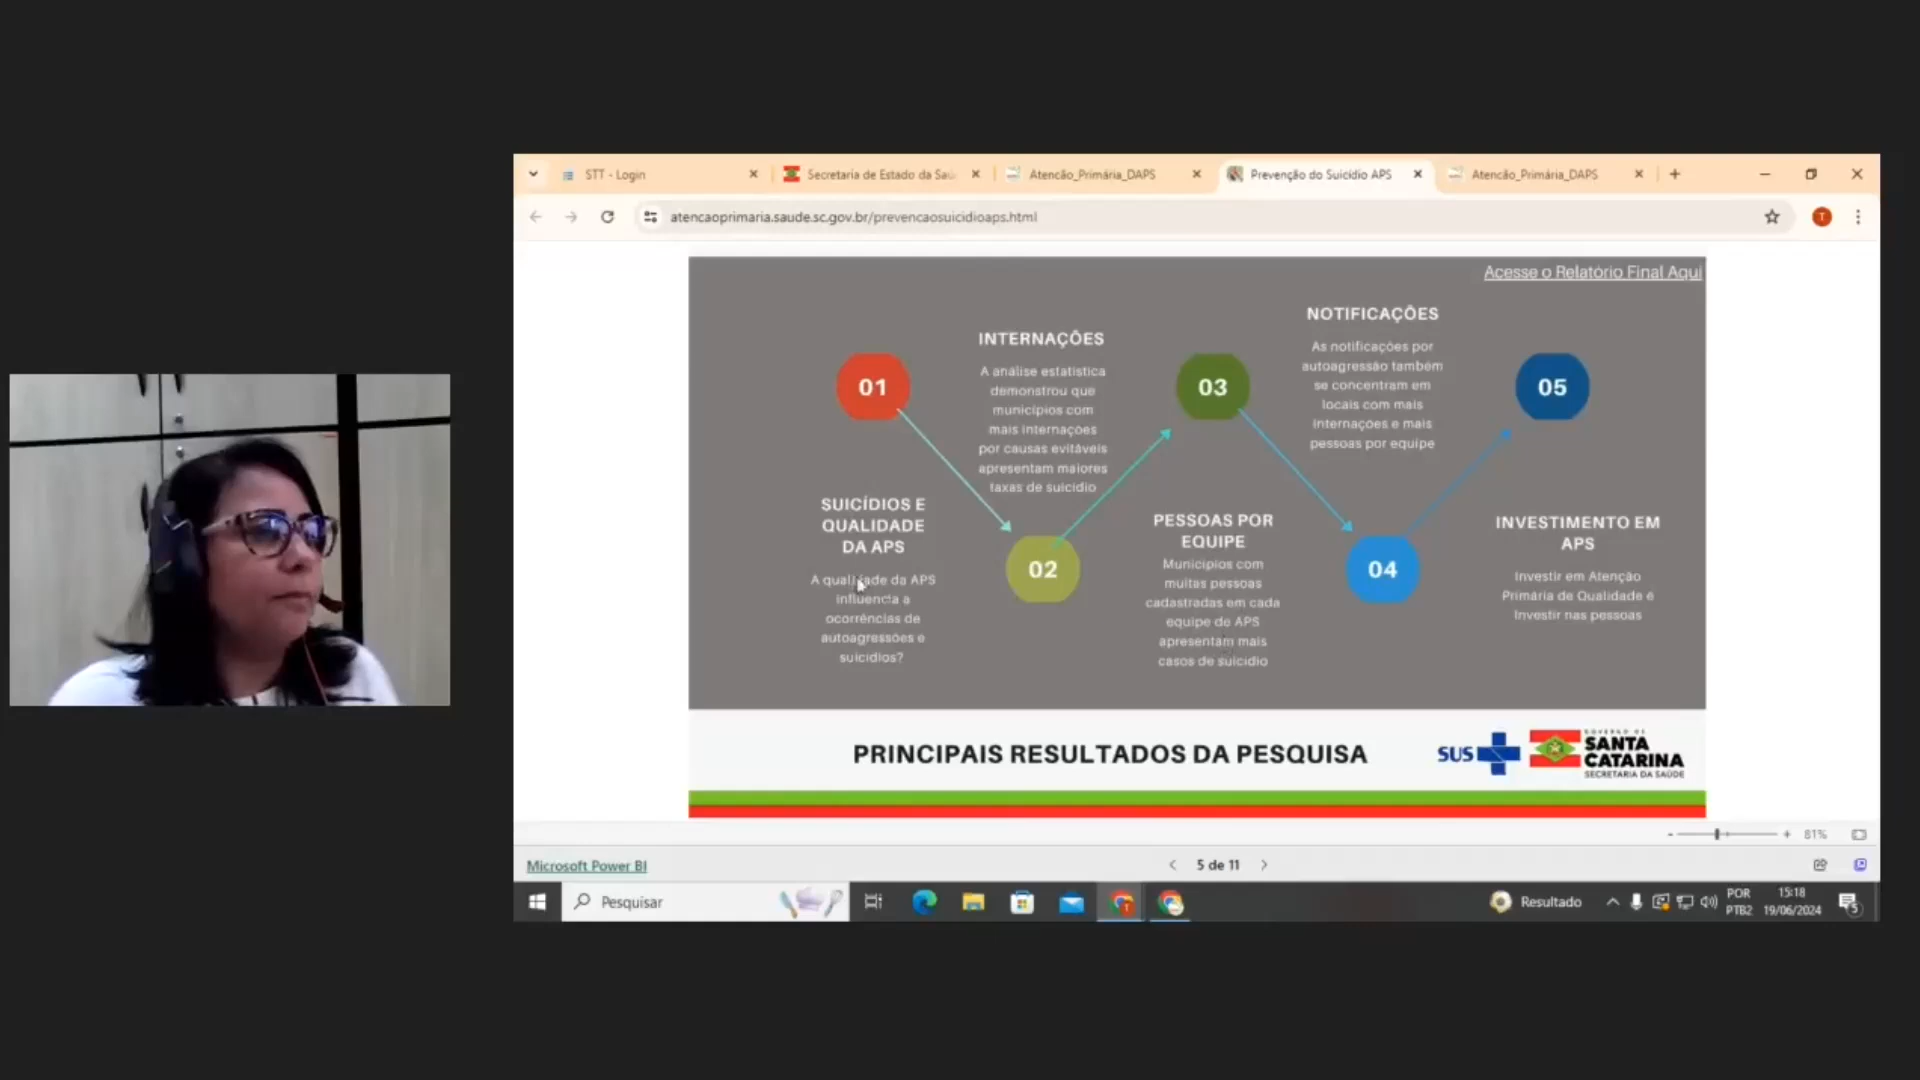 STT - Login
Secretaria de Estado da Saú
Atencão_Primária_DAPS
Prevenção do Suicídio APS
Atencão_Primária_DAPS
atencaoprimaria.saude.sc.gov.br/prevencaosuicidioaps.html
Acesse o Relatório Final Aqui
01
SUICÍDIOS E
QUALIDADE
DA APS
A qualidade da APS
influencia a
ocorrências de
autoagressões e
suicídios?
INTERNAÇÕES
A análise estatística
demonstrou que
municípios com
mais internações
por causas evitáveis
apresentam maiores
taxas de suicídio
02
03
PESSOAS POR
EQUIPE
Municípios com
muitas pessoas
cadastradas em cada
equipe de APS
apresentam mais
casos de suicídio
NOTIFICAÇÕES
As notificações por
autoagressão também
se concentram em
locais com mais
internações e mais
pessoas por equipe
04
05
INVESTIMENTO EM
APS
Investir em Atenção
Primária de Qualidade é
Investir nas pessoas
PRINCIPAIS RESULTADOS DA PESQUISA
SUS
GOVERNO DE
SANTA
CATARINA
SECRETARIA DA SAÚDE
81%
Microsoft Power BI
5 de 11
Pesquisar
Resultado
POR
PTB2
15:18
19/06/2024
5
T